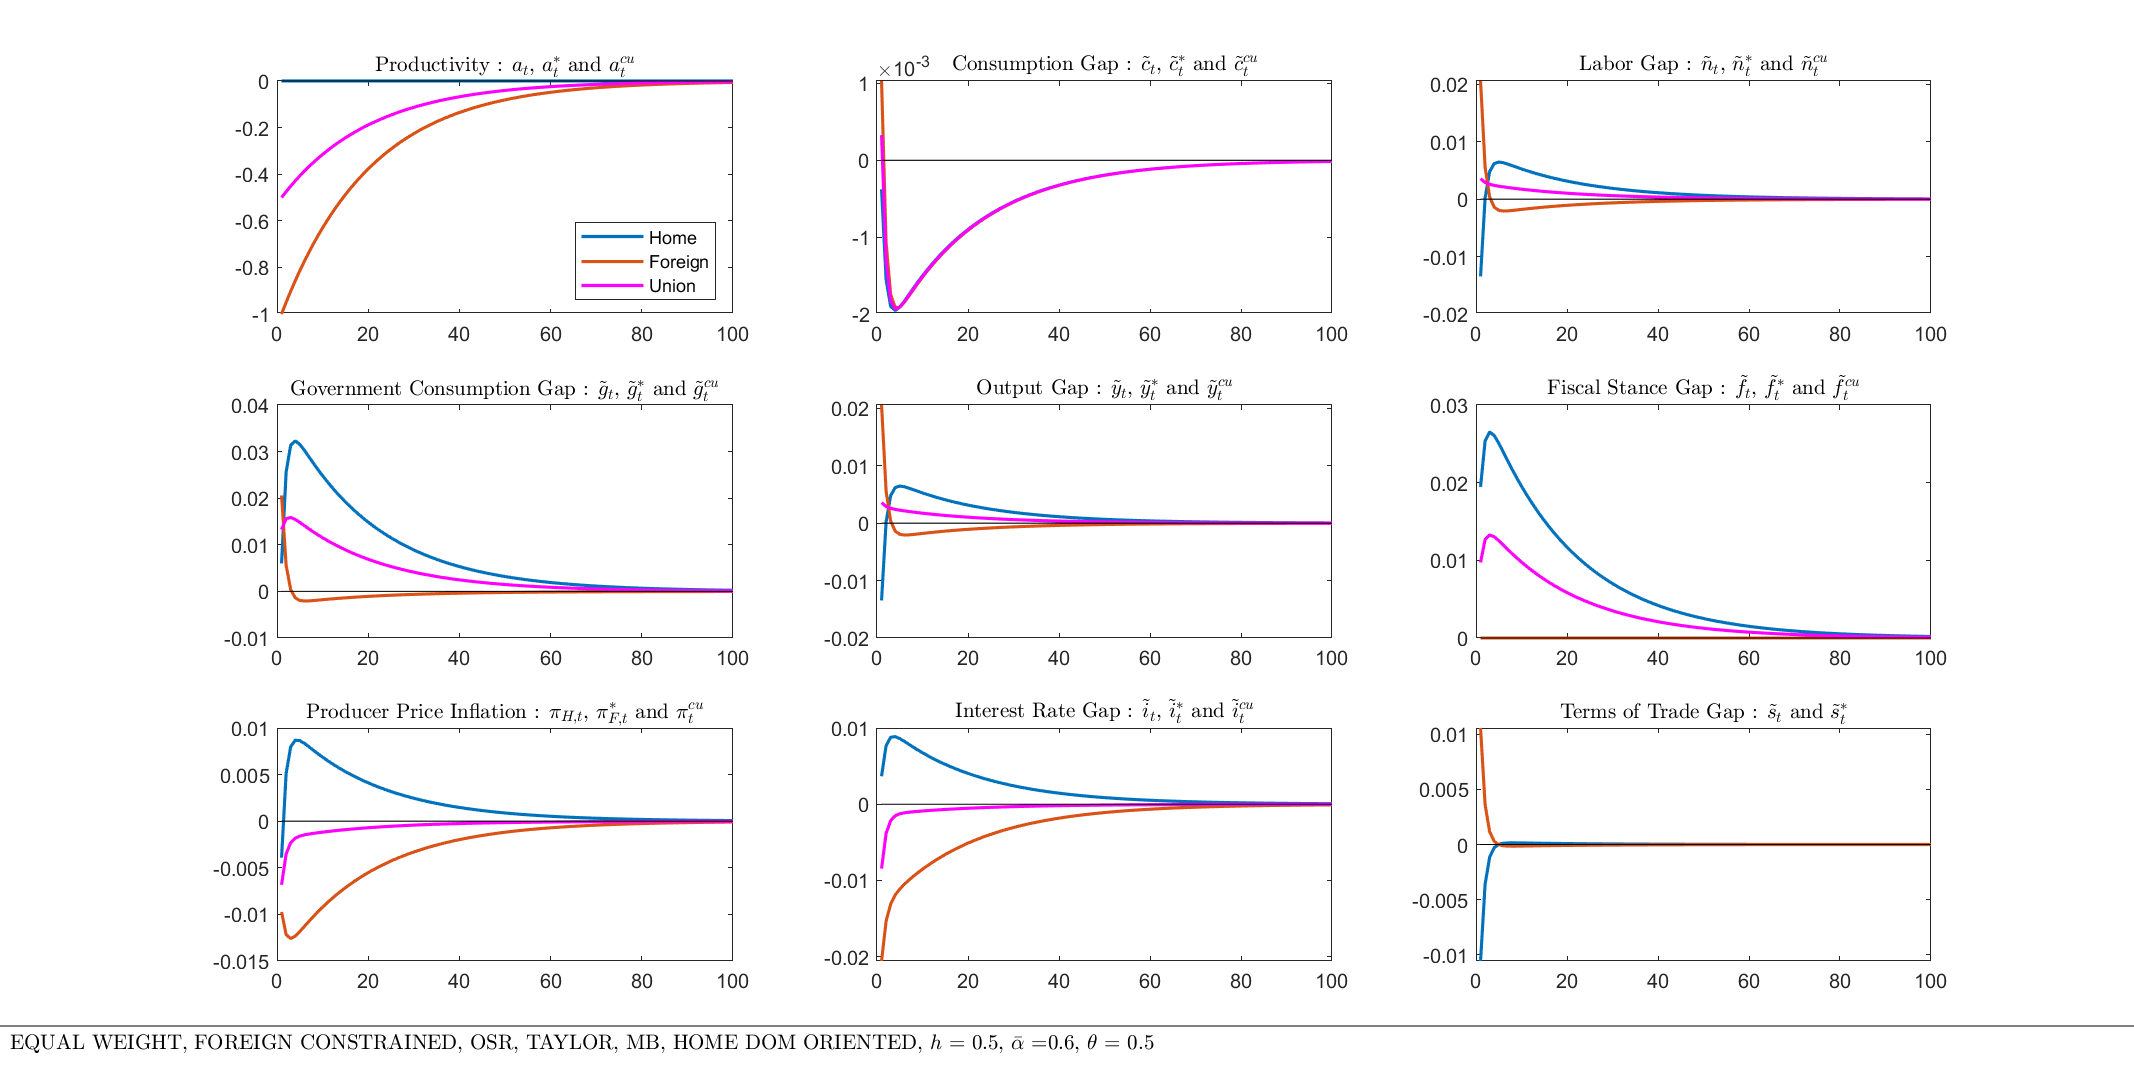 Productivity : a_t, a_t^* and a_t^{cu}
0
-0.2
-0.4
-0.6
-0.8
-1
0 20 40 60 80 100
Home
Foreign
Union
Consumption Gap : c̃_t, c̃_t^* and c̃_t^{cu}
×10^{-3}
1
0
-1
-2
0 20 40 60 80 100
Labor Gap : ñ_t, ñ_t^* and ñ_t^{cu}
0.02
0.01
0
-0.01
-0.02
0 20 40 60 80 100
Government Consumption Gap : g̃_t, g̃_t^* and g̃_t^{cu}
0.04
0.03
0.02
0.01
0
-0.01
0 20 40 60 80 100
Output Gap : ỹ_t, ỹ_t^* and ỹ_t^{cu}
0.02
0.01
0
-0.01
-0.02
0 20 40 60 80 100
Fiscal Stance Gap : f̃_t, f̃_t^* and f̃_t^{cu}
0.03
0.02
0.01
0
0 20 40 60 80 100
Producer Price Inflation : π_{H,t}, π_{F,t}^* and π_t^{cu}
0.01
0.005
0
-0.005
-0.01
-0.015
0 20 40 60 80 100
Interest Rate Gap : ĩ_t, ĩ_t^* and ĩ_t^{cu}
0.01
0
-0.01
-0.02
0 20 40 60 80 100
Terms of Trade Gap : s̃_t and s̃_t^*
0.01
0.005
0
-0.005
-0.01
0 20 40 60 80 100
EQUAL WEIGHT, FOREIGN CONSTRAINED, OSR, TAYLOR, MB, HOME DOM ORIENTED, h = 0.5, ᾱ =0.6, θ = 0.5